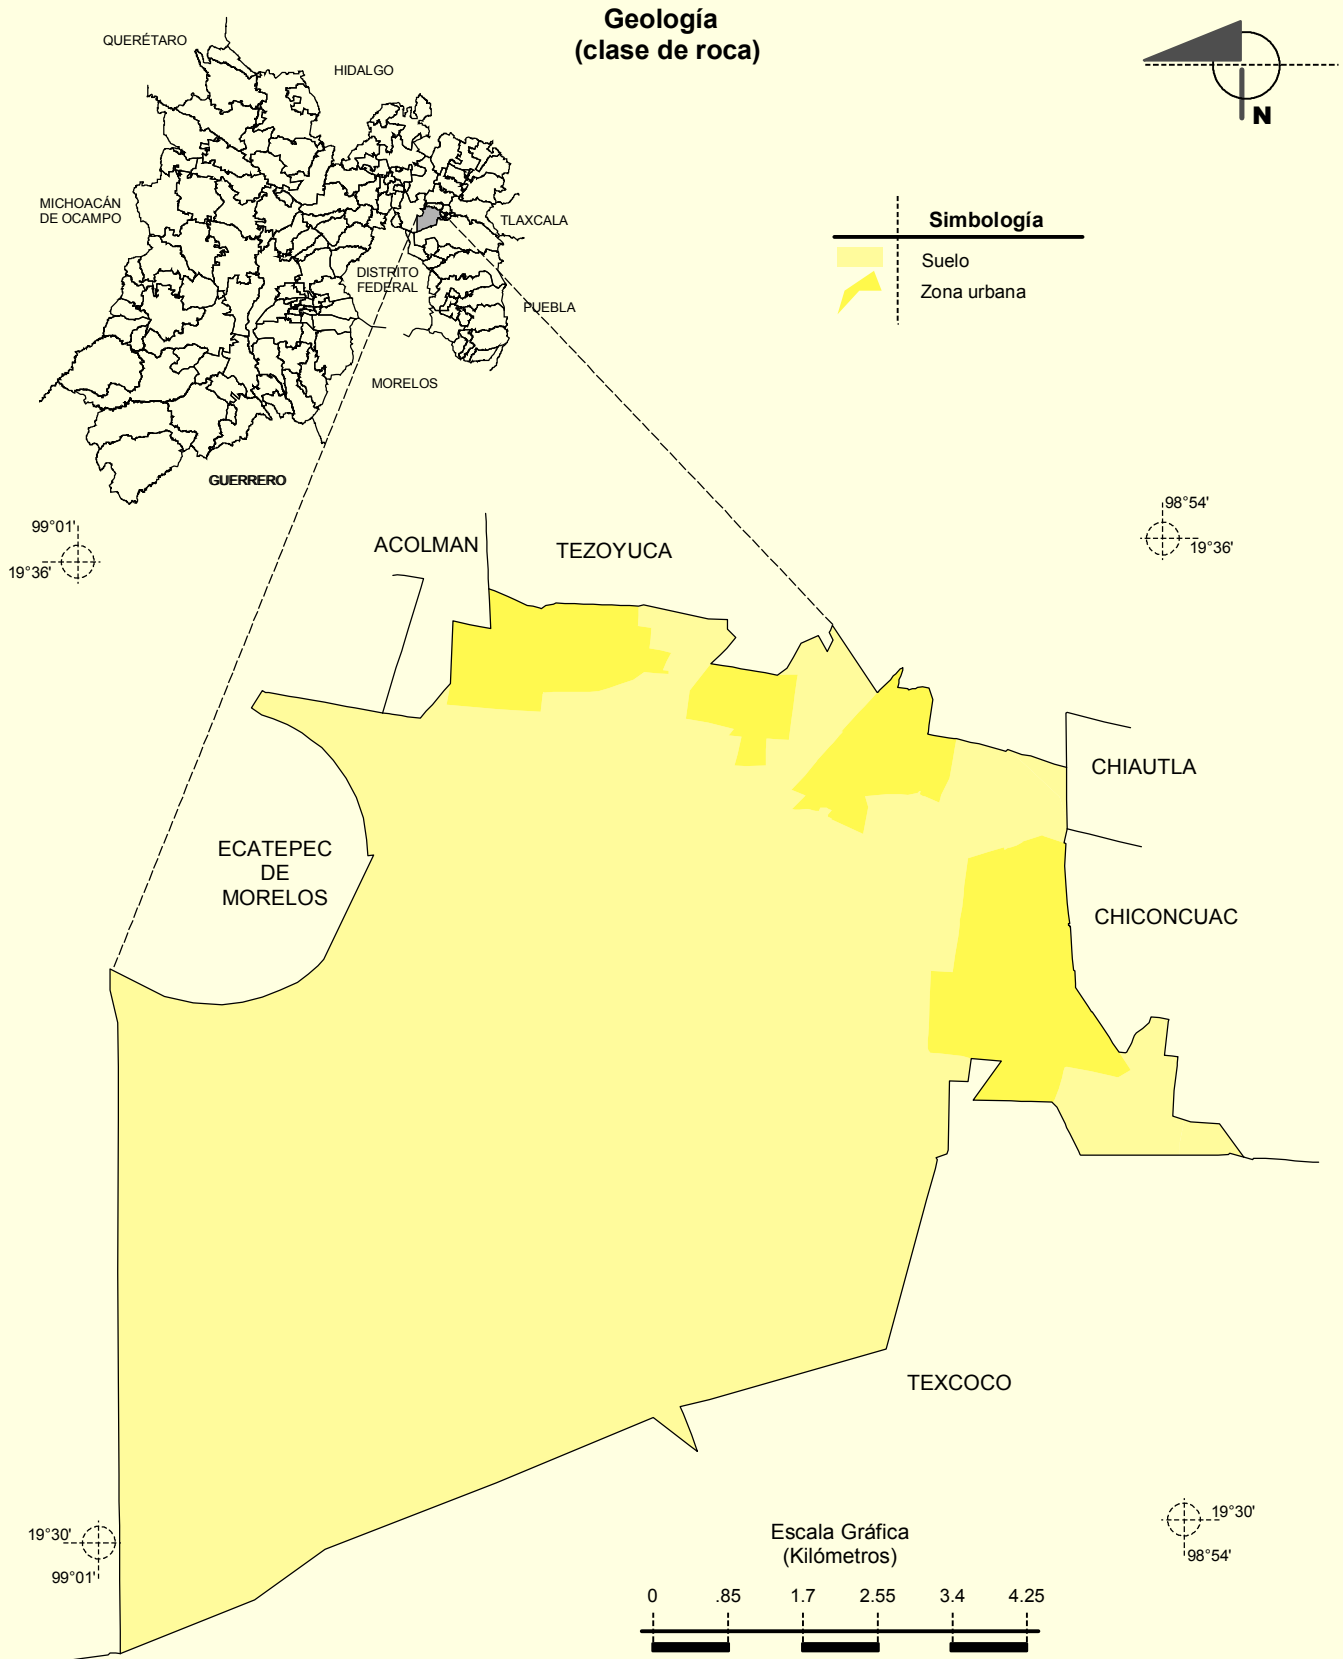 Geología
(clase de roca)
QUERÉTARO
HIDALGO
MICHOACÁN
DE OCAMPO
TLAXCALA
DISTRITO
FEDERAL
PUEBLA
MORELOS
GUERRERO
N
Simbología
Suelo
Zona urbana
99°01'
19°36'
98°54'
19°36'
ACOLMAN
TEZOYUCA
CHIAUTLA
ECATEPEC
DE
MORELOS
CHICONCUAC
TEXCOCO
19°30'
99°01'
19°30'
98°54'
Escala Gráfica
(Kilómetros)
0 .85 1.7 2.55 3.4 4.25